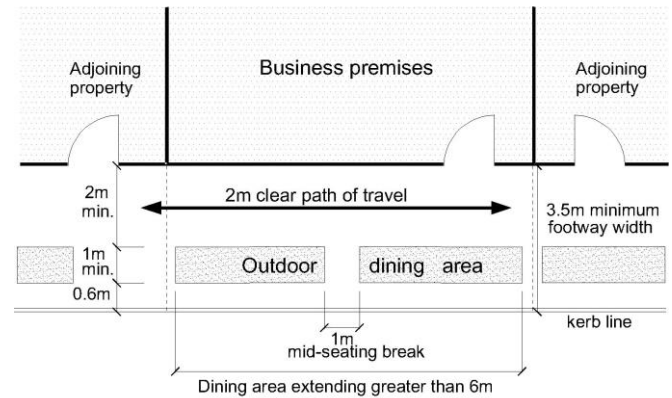 Adjoining
property
Business premises
Adjoining
property
2m
min.
2m clear path of travel
3.5m minimum
footway width
1m
min.
Outdoor dining area
0.6m
kerb line
1m
mid-seating break
Dining area extending greater than 6m